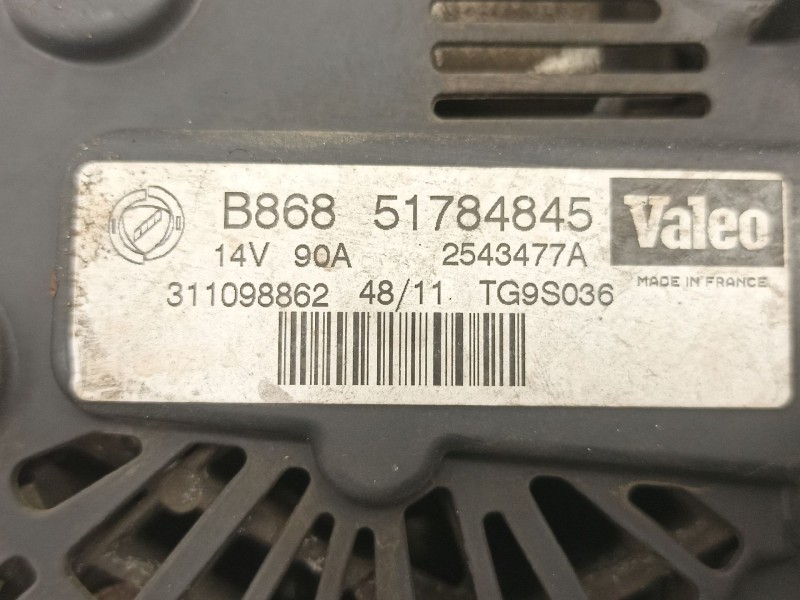 B868 51784845 Valeo
14V 90A 2543477A
MADE IN FRANCE
311098862 48/11 TG9S036